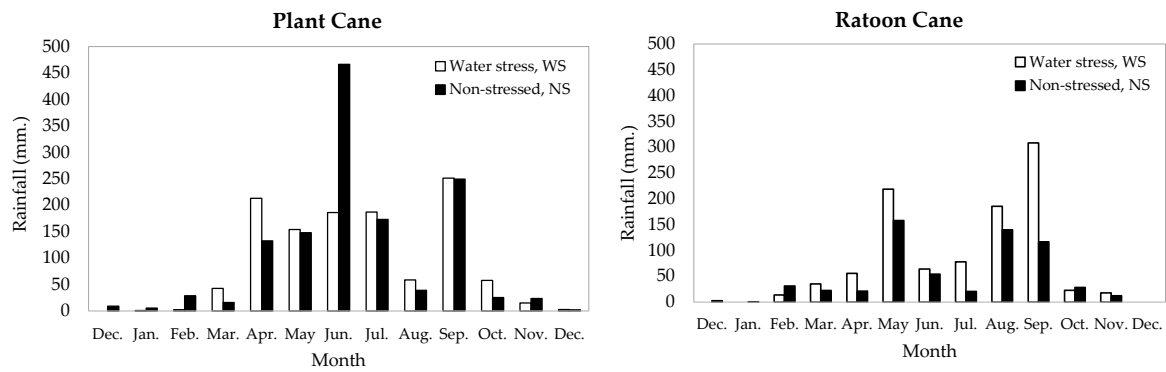 Plant Cane
500
450
400
350
300
250
200
150
100
50
0
Rainfall (mm.)
Water stress, WS
Non-stressed, NS
Dec. Jan. Feb. Mar. Apr. May Jun. Jul. Aug. Sep. Oct. Nov. Dec.
Month
Ratoon Cane
500
450
400
350
300
250
200
150
100
50
0
Rainfall (mm.)
Water stress, WS
Non-stressed, NS
Dec. Jan. Feb. Mar. Apr. May Jun. Jul. Aug. Sep. Oct. Nov. Dec.
Month